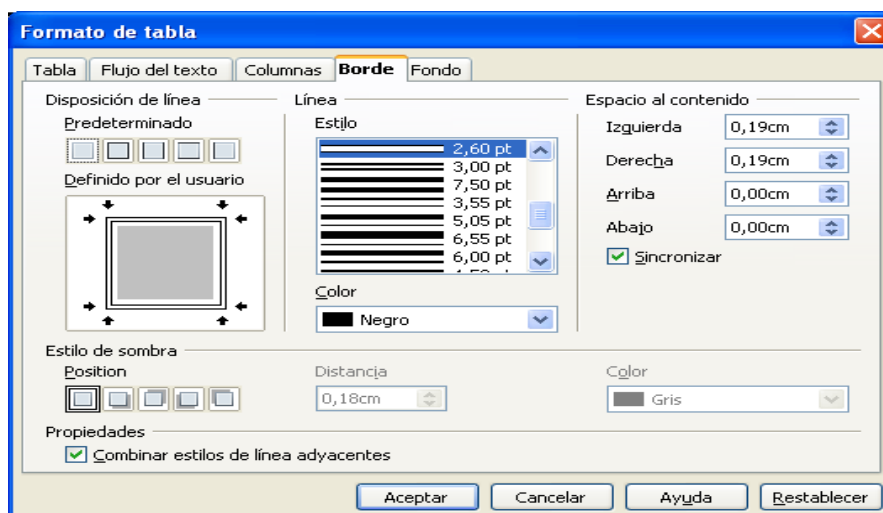 Formato de tabla
Tabla
Flujo del texto
Columnas
Borde
Fondo
Disposición de línea
Predeterminado
Definido por el usuario
Línea
Estilo
2,60 pt
3,00 pt
7,50 pt
3,55 pt
5,05 pt
6,55 pt
6,00 pt
Color
Negro
Espacio al contenido
Izquierda 0,19cm
Derecha 0,19cm
Arriba 0,00cm
Abajo 0,00cm
Sincronizar
Estilo de sombra
Position
Distancia
0,18cm
Color
Gris
Propiedades
Combinar estilos de línea adyacentes
Aceptar
Cancelar
Ayuda
Restablecer